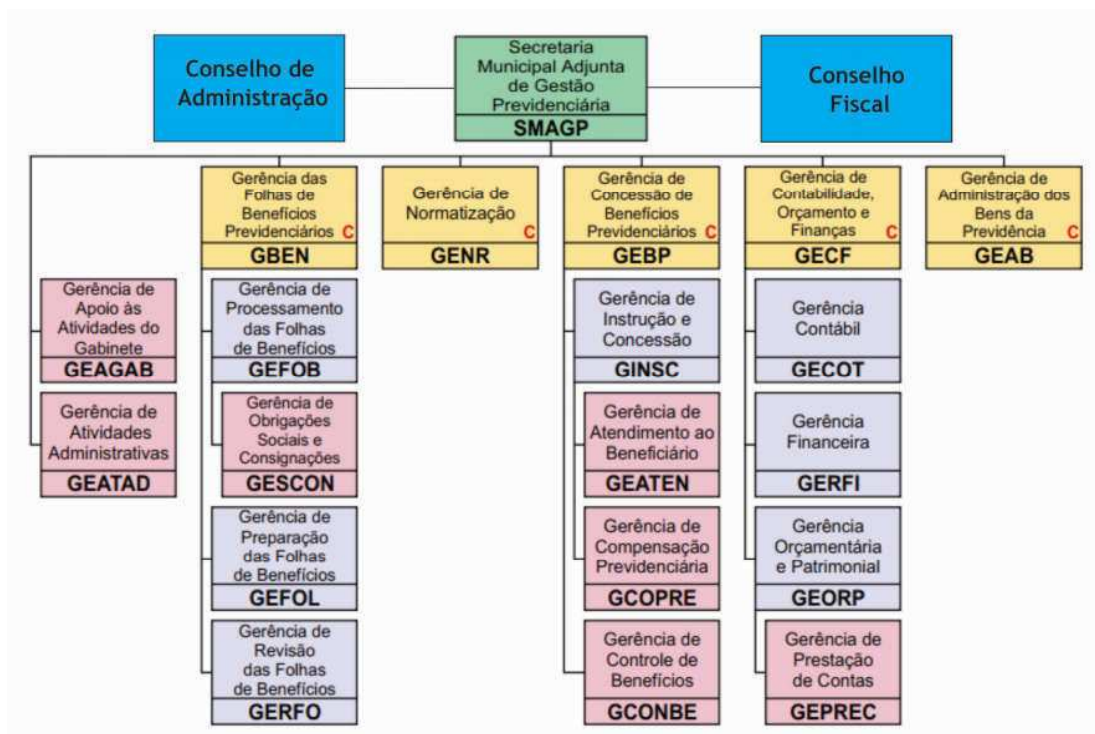 Conselho de
Administração
Secretaria
Municipal Adjunta
de Gestão
Previdenciária
SMAGP
Conselho
Fiscal
Gerência das
Folhas de
Benefícios
Previdenciários C
GBEN
Gerência de
Normatização
C
GENR
Gerência de
Concessão de
Benefícios
Previdenciários C
GEBP
Gerência de
Contabilidade,
Orçamento e
Finanças C
GECF
Gerência de
Administração dos
Bens da
Previdência C
GEAB
Gerência de
Apoio às
Atividades do
Gabinete
GEAGAB
Gerência de
Atividades
Administrativas
GEATAD
Gerência de
Processamento
das Folhas
de Benefícios
GEFOB
Gerência de
Obrigações
Sociais e
Consignações
GESCON
Gerência de
Preparação
das Folhas
de Benefícios
GEFOL
Gerência de
Revisão
das Folhas
de Benefícios
GERFO
Gerência de
Instrução e
Concessão
GINSC
Gerência de
Atendimento ao
Beneficiário
GEATEN
Gerência de
Compensação
Previdenciária
GCOPRE
Gerência de
Controle de
Benefícios
GCONBE
Gerência
Contábil
GECOT
Gerência
Financeira
GERFI
Gerência
Orçamentária
e Patrimonial
GEORP
Gerência de
Prestação
de Contas
GEPREC